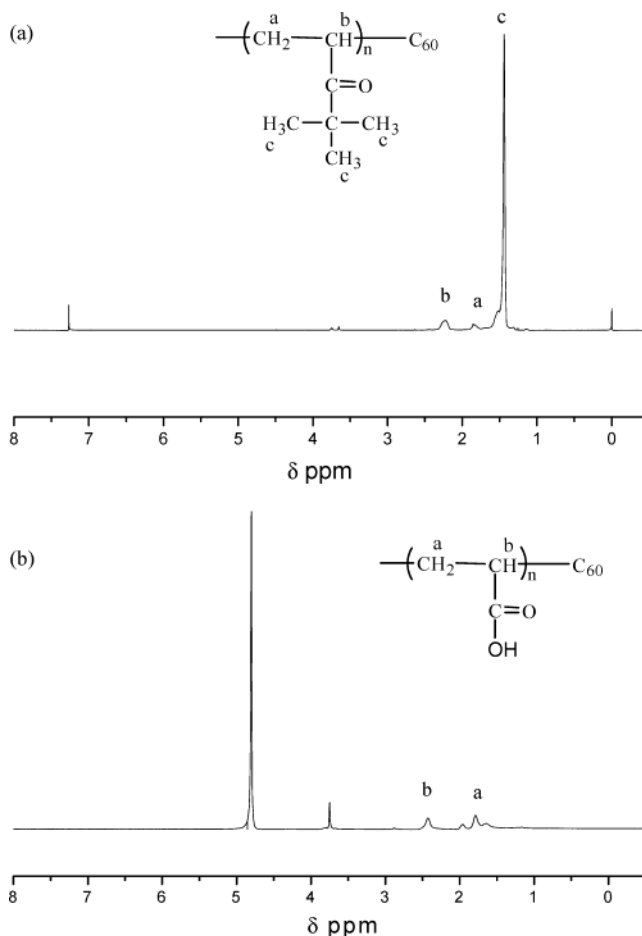 (a)
a b c
( CH2 CH )n C60
C=O
H3C C CH3
c c
CH3
c
b a
8 7 6 5 4 3 2 1 0
δ ppm
(b)
a b
( CH2 CH )n C60
C=O
OH
b a
8 7 6 5 4 3 2 1 0
δ ppm